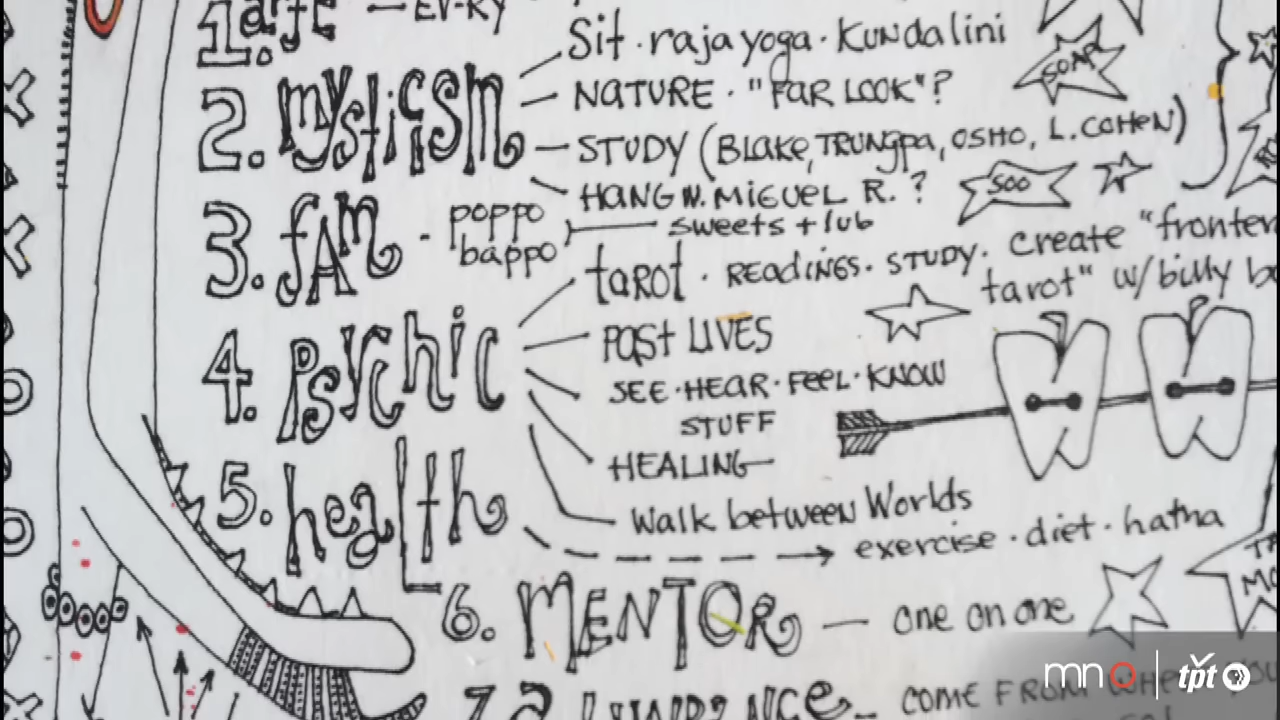 1. art — EV-RY
Sit · raja yoga · Kundalini
2. mysticism — NATURE · "FAR LOOK"?
SOAR
— STUDY (BLAKE, TRUNGPA, OSHO, L. COHEN)
HANG W. MIGUEL R. ?
SOO
3. fAm - poppo
bappo
sweets + lub
tarot · READINGS · STUDY · create "fronter
tarot" w/ billy b
4. Psychic
PAST LIVES
SEE · HEAR · FEEL · KNOW
STUFF
HEALING
Walk between Worlds
5. health
exercise · diet · hatha
6. MENTOR — one on one
7.
COME FROM
mn | tpt